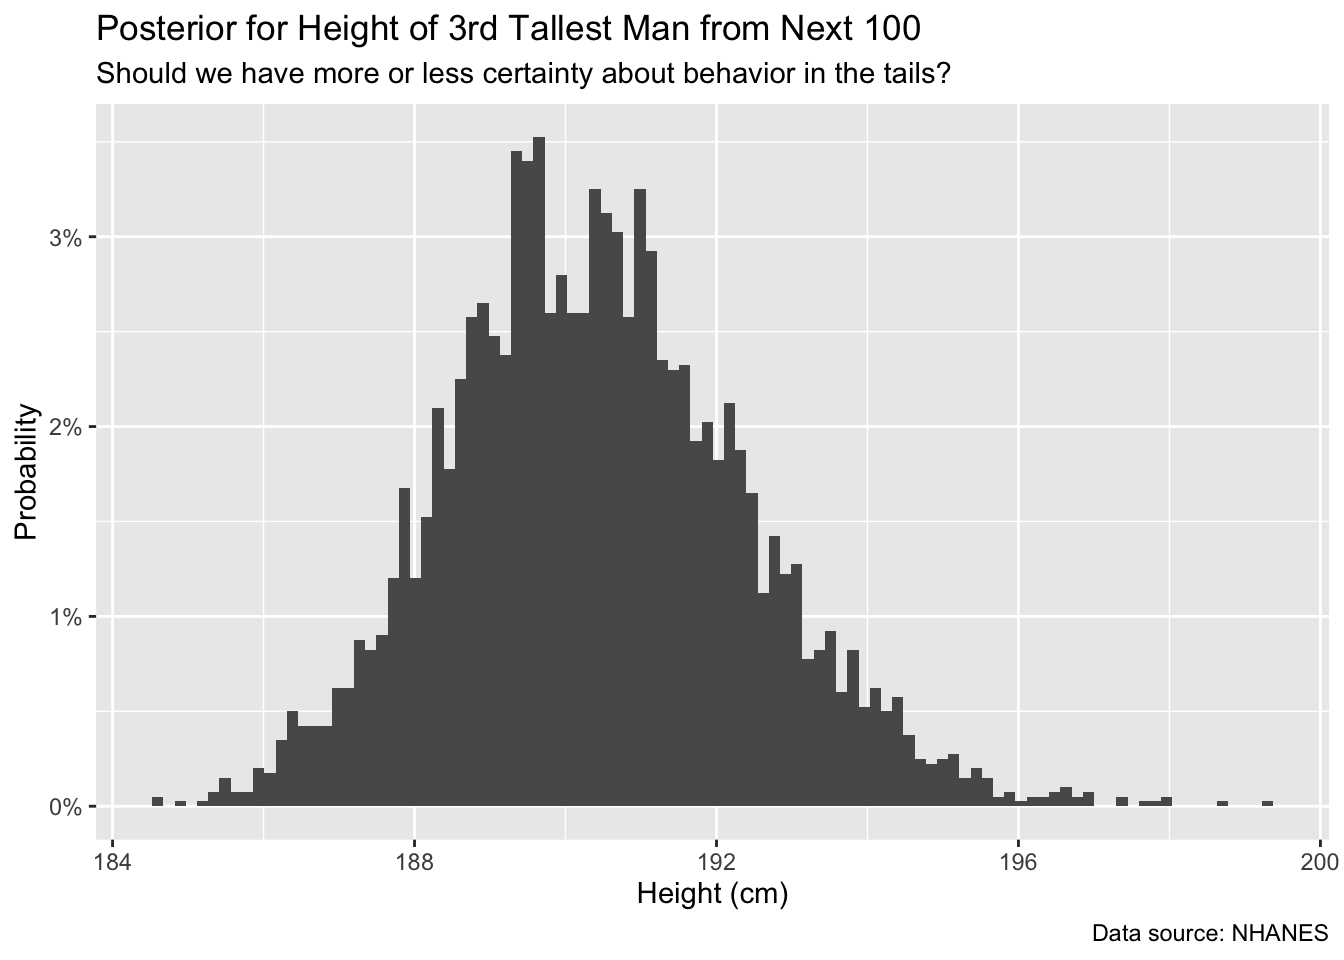 Posterior for Height of 3rd Tallest Man from Next 100
Should we have more or less certainty about behavior in the tails?
Probability
3%
2%
1%
0%
184
188
192
196
200
Height (cm)
Data source: NHANES